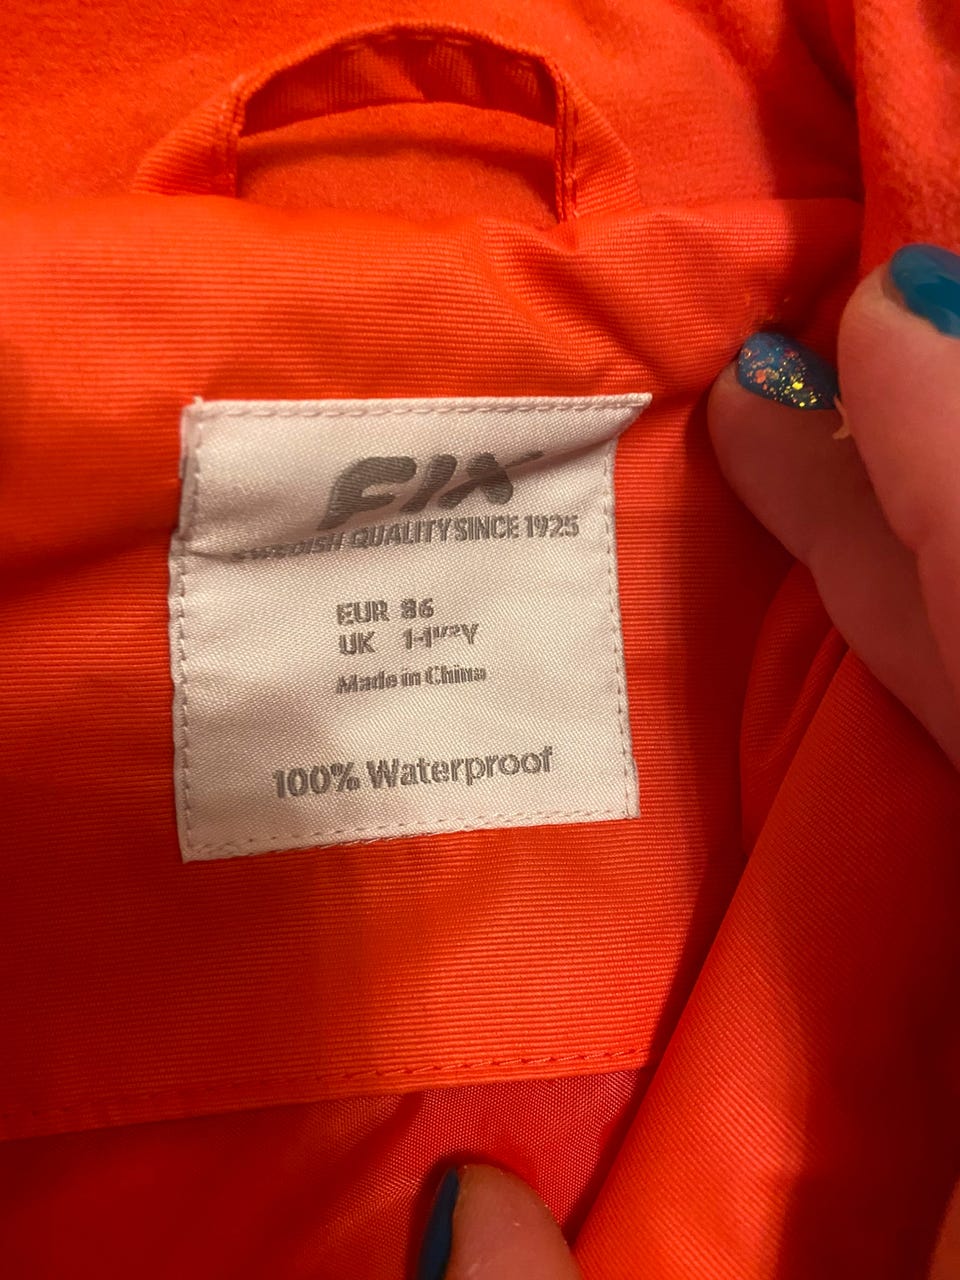 FIX
SWEDISH QUALITY SINCE 1925
EUR 86
UK 1-1½Y
Made in China
100% Waterproof